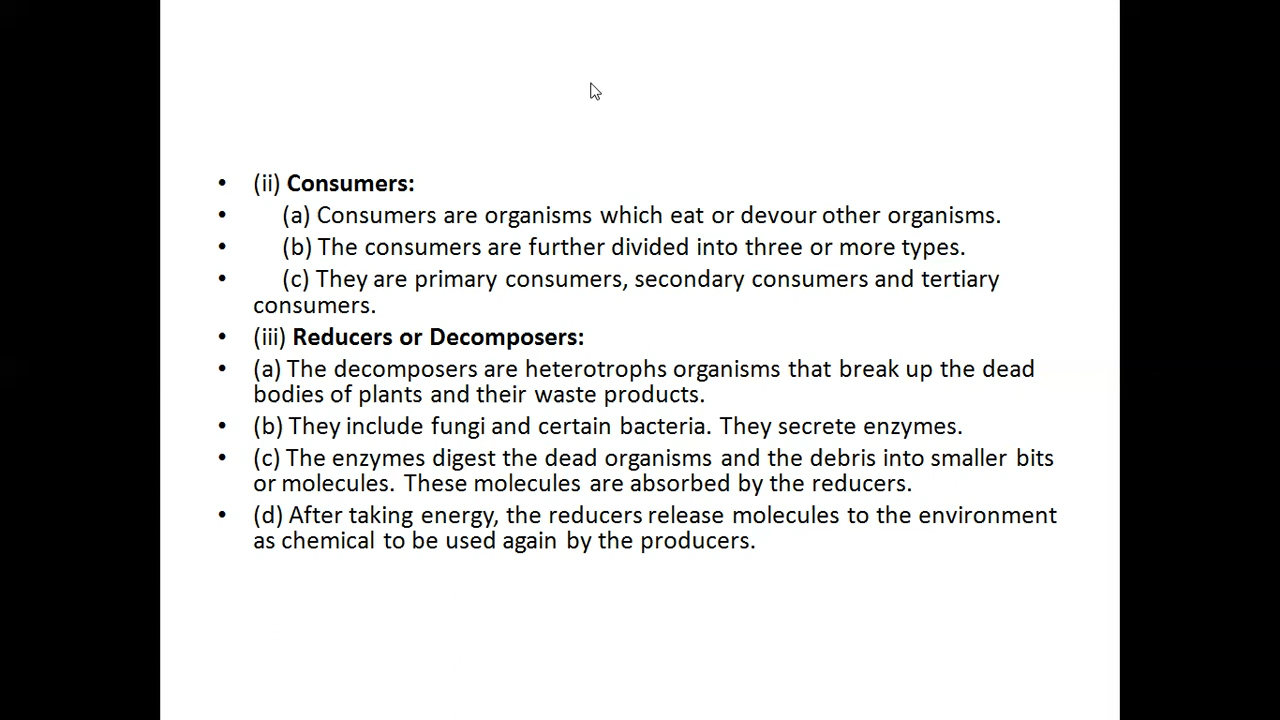 • (ii) Consumers:
• (a) Consumers are organisms which eat or devour other organisms.
• (b) The consumers are further divided into three or more types.
• (c) They are primary consumers, secondary consumers and tertiary
consumers.
• (iii) Reducers or Decomposers:
• (a) The decomposers are heterotrophs organisms that break up the dead
bodies of plants and their waste products.
• (b) They include fungi and certain bacteria. They secrete enzymes.
• (c) The enzymes digest the dead organisms and the debris into smaller bits
or molecules. These molecules are absorbed by the reducers.
• (d) After taking energy, the reducers release molecules to the environment
as chemical to be used again by the producers.